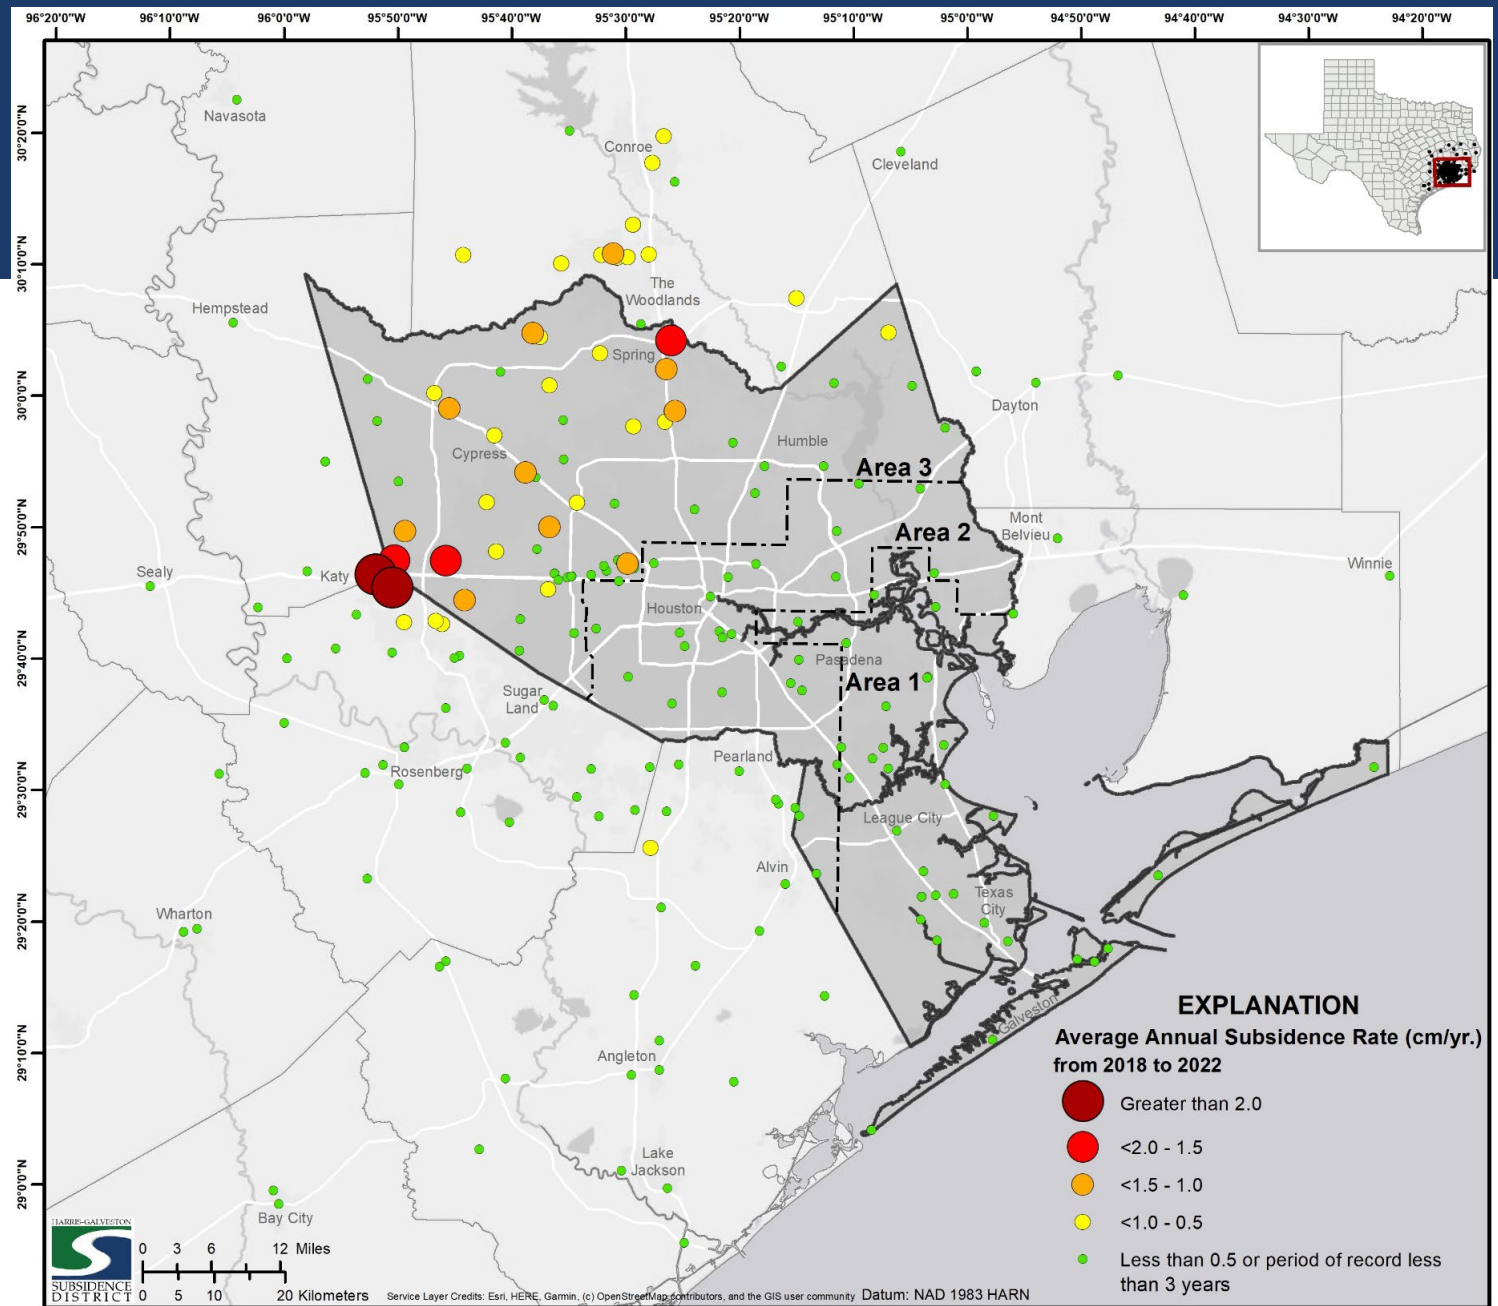 96°20'0"W 96°10'0"W 96°0'0"W 95°50'0"W 95°40'0"W 95°30'0"W 95°20'0"W 95°10'0"W 95°0'0"W 94°50'0"W 94°40'0"W 94°30'0"W 94°20'0"W
30°20'0"N
30°10'0"N
30°0'0"N
29°50'0"N
29°40'0"N
29°30'0"N
29°20'0"N
29°10'0"N
29°0'0"N
Navasota
Conroe
Cleveland
The
Woodlands
Hempstead
Spring
Dayton
Humble
Cypress
Area 3
Area 2
Mont
Belvieu
Winnie
Sealy
Katy
Houston
Pasadena
Area 1
Sugar
Land
Pearland
Rosenberg
League City
Alvin
Texas
City
Wharton
Galveston
Angleton
Lake
Jackson
Bay City
EXPLANATION
Average Annual Subsidence Rate (cm/yr.)
from 2018 to 2022
Greater than 2.0
<2.0 - 1.5
<1.5 - 1.0
<1.0 - 0.5
Less than 0.5 or period of record less
than 3 years
HARRIS-GALVESTON
SUBSIDENCE
DISTRICT
0 3 6 12 Miles
0 5 10 20 Kilometers
Service Layer Credits: Esri, HERE, Garmin, (c) OpenStreetMap contributors, and the GIS user community
Datum: NAD 1983 HARN